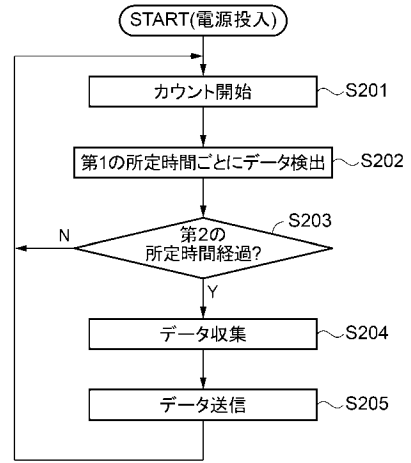 START(電源投入)
カウント開始
S201
第1の所定時間ごとにデータ検出
S202
第2の
所定時間経過?
S203
N
Y
データ収集
S204
データ送信
S205